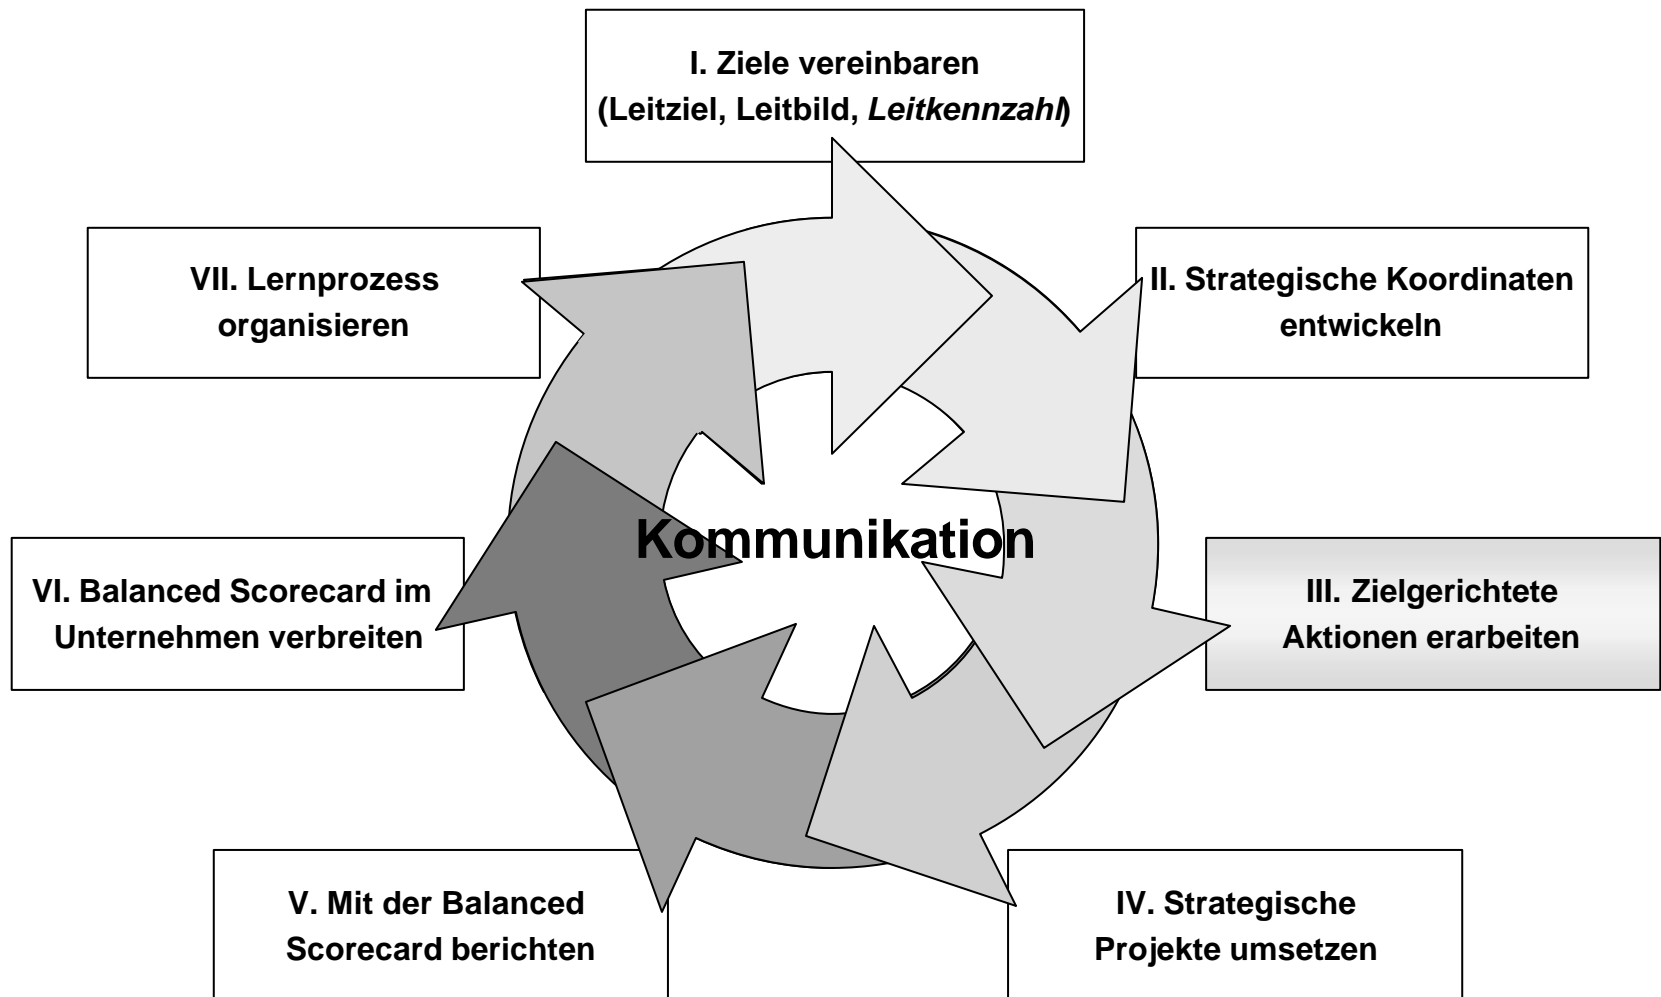 I. Ziele vereinbaren
(Leitziel, Leitbild, Leitkennzahl)
II. Strategische Koordinaten
entwickeln
III. Zielgerichtete
Aktionen erarbeiten
IV. Strategische
Projekte umsetzen
V. Mit der Balanced
Scorecard berichten
VI. Balanced Scorecard im
Unternehmen verbreiten
VII. Lernprozess
organisieren
Kommunikation